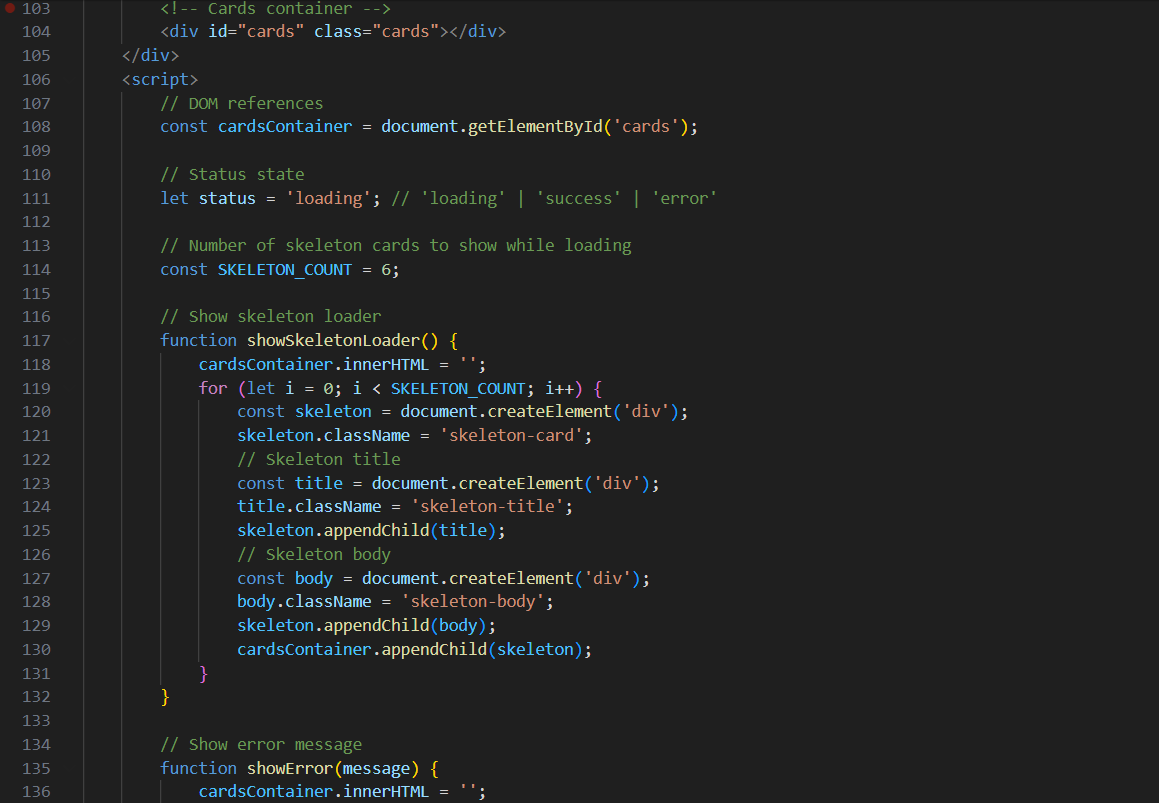 103 <!-- Cards container -->
104 <div id="cards" class="cards"></div>
105 </div>
106 <script>
107 // DOM references
108 const cardsContainer = document.getElementById('cards');
109
110 // Status state
111 let status = 'loading'; // 'loading' | 'success' | 'error'
112
113 // Number of skeleton cards to show while loading
114 const SKELETON_COUNT = 6;
115
116 // Show skeleton loader
117 function showSkeletonLoader() {
118 cardsContainer.innerHTML = '';
119 for (let i = 0; i < SKELETON_COUNT; i++) {
120 const skeleton = document.createElement('div');
121 skeleton.className = 'skeleton-card';
122 // Skeleton title
123 const title = document.createElement('div');
124 title.className = 'skeleton-title';
125 skeleton.appendChild(title);
126 // Skeleton body
127 const body = document.createElement('div');
128 body.className = 'skeleton-body';
129 skeleton.appendChild(body);
130 cardsContainer.appendChild(skeleton);
131 }
132 }
133
134 // Show error message
135 function showError(message) {
136 cardsContainer.innerHTML = '';